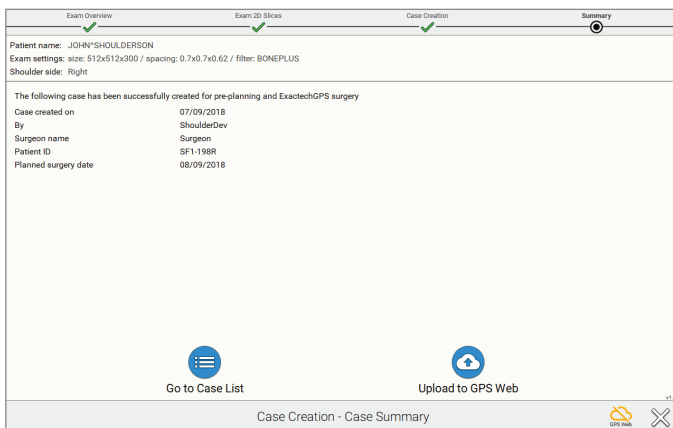 Exam Overview Exam 2D Slices Case Creation Summary
Patient name: JOHN^SHOULDERSON
Exam settings: size: 512x512x300 / spacing: 0.7x0.7x0.62 / filter: BONEPLUS
Shoulder side: Right
The following case has been successfully created for pre-planning and ExactechGPS surgery
Case created on 07/09/2018
By ShoulderDev
Surgeon name Surgeon
Patient ID SF1-198R
Planned surgery date 08/09/2018
Go to Case List Upload to GPS Web
v1.
Case Creation - Case Summary
GPS Web